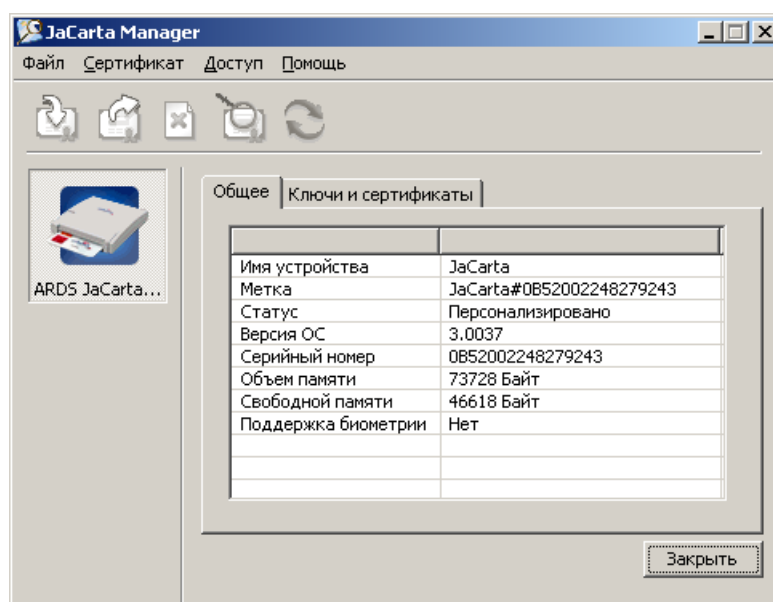 JaCarta Manager
Файл Сертификат Доступ Помощь
ARDS JaCarta...
Общее Ключи и сертификаты
Имя устройства JaCarta
Метка JaCarta#0B52002248279243
Статус Персонализировано
Версия ОС 3.0037
Серийный номер 0B52002248279243
Объем памяти 73728 Байт
Свободной памяти 46618 Байт
Поддержка биометрии Нет
Закрыть